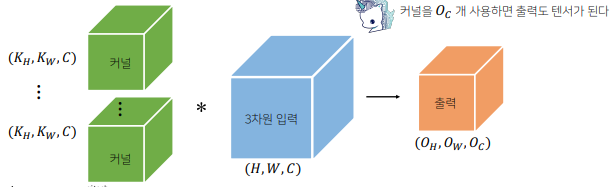 커널을 O_C 개 사용하면 출력도 텐서가 된다
(K_H, K_W, C)
커널
⋮
⋮
(K_H, K_W, C)
커널
*
3차원 입력
(H, W, C)
출력
(O_H, O_W, O_C)